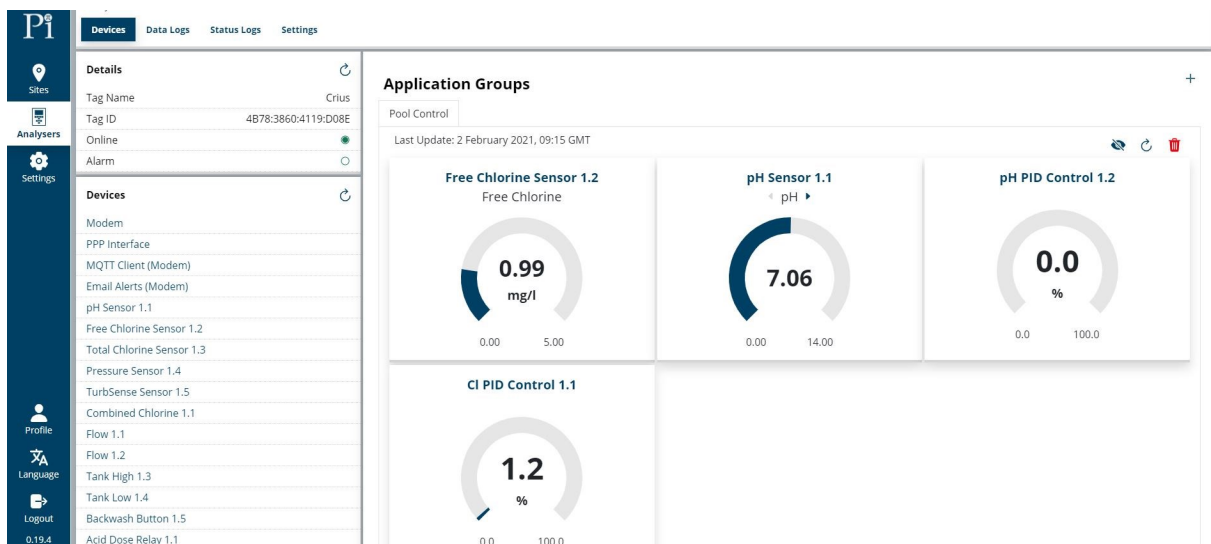 Pi
Devices Data Logs Status Logs Settings
Sites
Analysers
Settings
Profile
Language
Logout
0.19.4
Details
Tag Name Crius
Tag ID 4B78:3860:4119:D08E
Online
Alarm
Devices
Modem
PPP Interface
MQTT Client (Modem)
Email Alerts (Modem)
pH Sensor 1.1
Free Chlorine Sensor 1.2
Total Chlorine Sensor 1.3
Pressure Sensor 1.4
TurbSense Sensor 1.5
Combined Chlorine 1.1
Flow 1.1
Flow 1.2
Tank High 1.3
Tank Low 1.4
Backwash Button 1.5
Acid Dose Relay 1.1
Application Groups
Pool Control
Last Update: 2 February 2021, 09:15 GMT
Free Chlorine Sensor 1.2
Free Chlorine
0.99
mg/l
0.00 5.00
pH Sensor 1.1
pH
7.06
0.00 14.00
pH PID Control 1.2
0.0
%
0.0 100.0
Cl PID Control 1.1
1.2
%
0.0 100.0